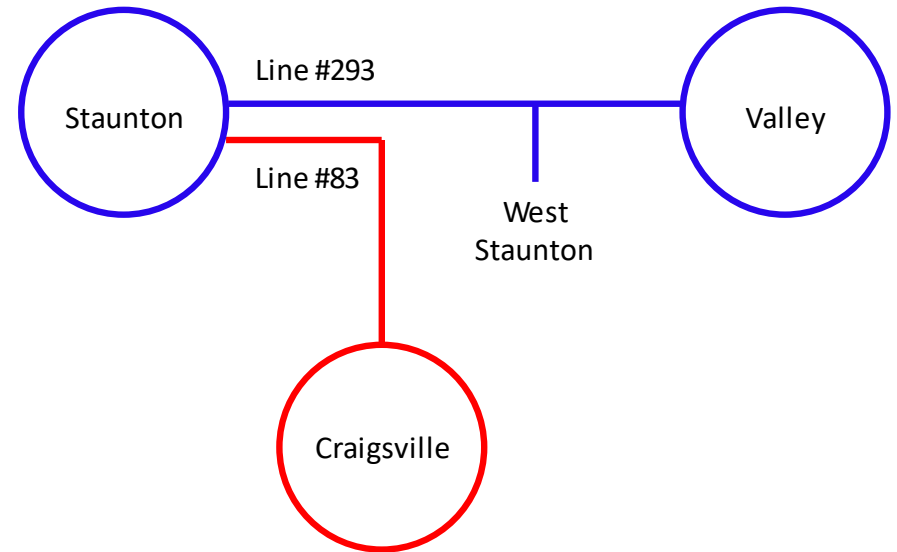 Line #293
Staunton
Valley
Line #83
West
Staunton
Craigsville